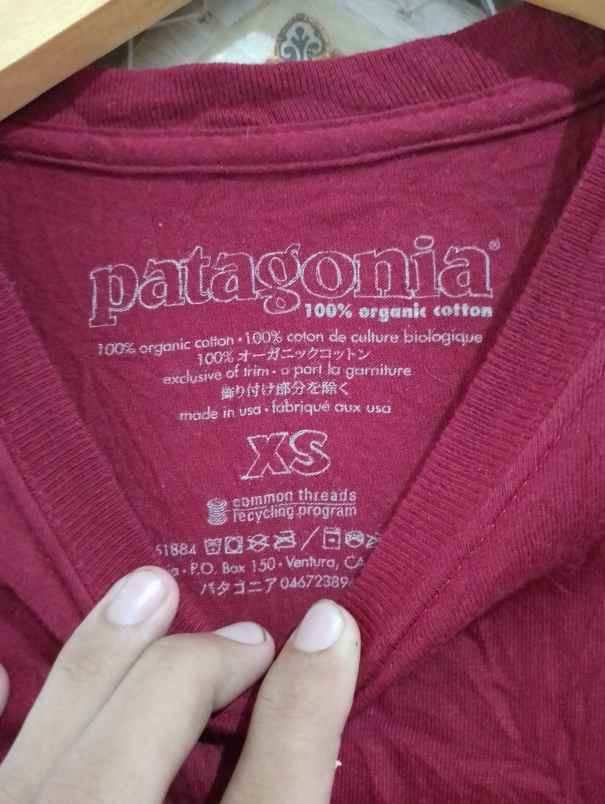 patagonia®
100% organic cotton
100% organic cotton • 100% coton de culture biologique
100% オーガニックコットン
exclusive of trim • a part la garniture
飾り付け部分を除く
made in usa • fabriqué aux usa
XS
common threads
recycling program
51884
P.O. Box 150 • Ventura, CA
パタゴニア 046723896